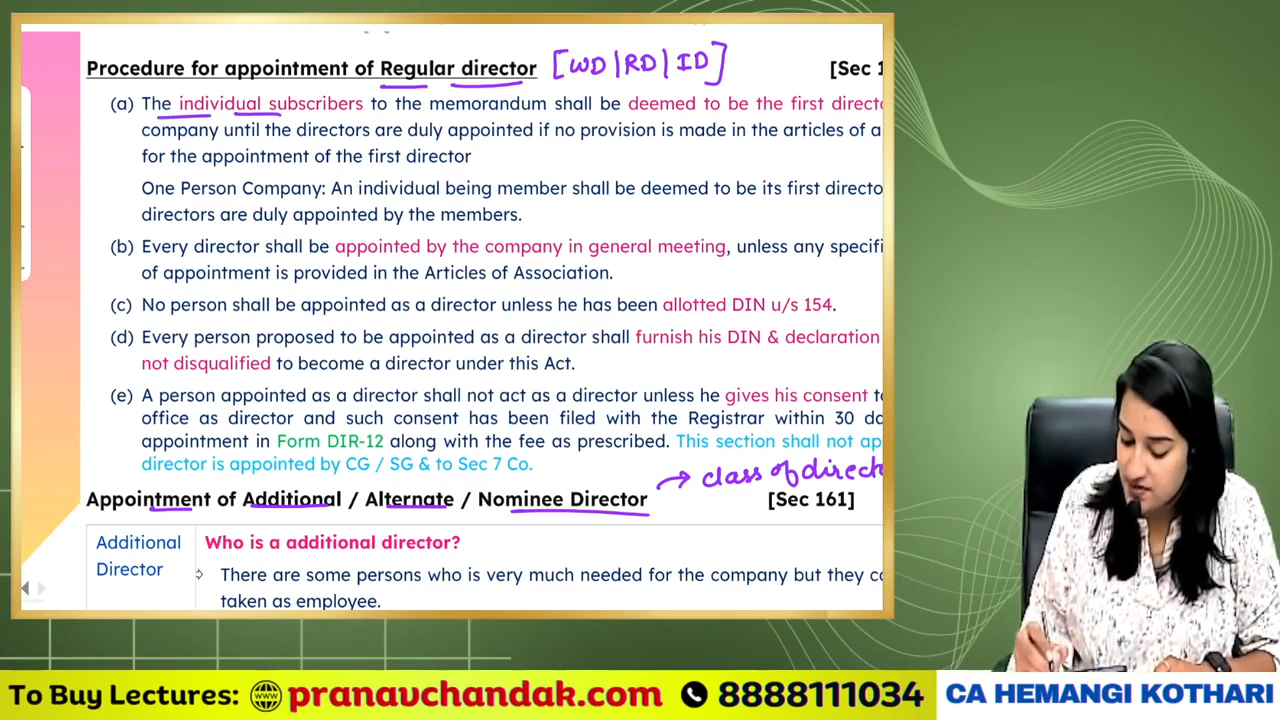 Procedure for appointment of Regular director [WD|RD|ID] [Sec 1
(a) The individual subscribers to the memorandum shall be deemed to be the first direct
company until the directors are duly appointed if no provision is made in the articles of a
for the appointment of the first director
One Person Company: An individual being member shall be deemed to be its first directo
directors are duly appointed by the members.
(b) Every director shall be appointed by the company in general meeting, unless any specifi
of appointment is provided in the Articles of Association.
(c) No person shall be appointed as a director unless he has been allotted DIN u/s 154.
(d) Every person proposed to be appointed as a director shall furnish his DIN & declaration
not disqualified to become a director under this Act.
(e) A person appointed as a director shall not act as a director unless he gives his consent t
office as director and such consent has been filed with the Registrar within 30 da
appointment in Form DIR-12 along with the fee as prescribed. This section shall not ap
director is appointed by CG / SG & to Sec 7 Co.
→ class of direct
Appointment of Additional / Alternate / Nominee Director [Sec 161]
Additional Director
Who is a additional director?
There are some persons who is very much needed for the company but they c
taken as employee.
To Buy Lectures: pranavchandak.com 8888111034 CA HEMANGI KOTHARI